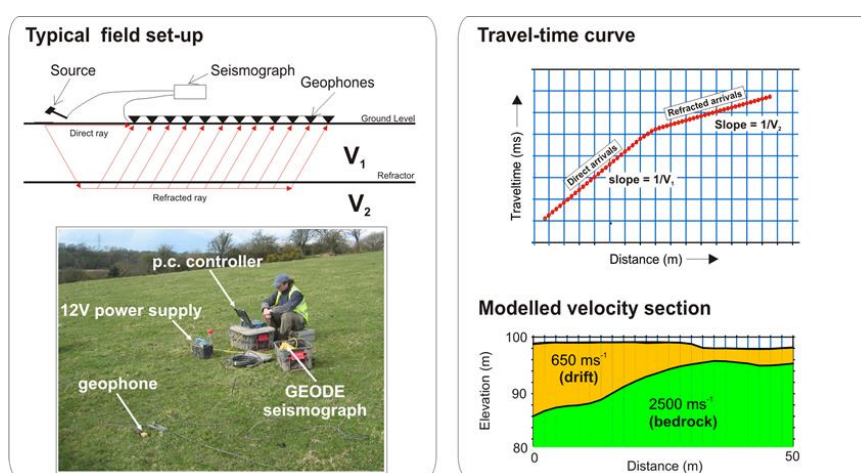 Typical field set-up
Source
Seismograph
Geophones
Ground Level
Direct ray
V₁
Refractor
Refracted ray
V₂
p.c. controller
12V power supply
geophone
GEODE
seismograph
Travel-time curve
Traveltime (ms)
Refracted arrivals
Slope = 1/V₂
Direct arrivals
slope = 1/V₁
Distance (m)
Modelled velocity section
Elevation (m)
100
90
80
650 ms⁻¹
(drift)
2500 ms⁻¹
(bedrock)
0
50
Distance (m)